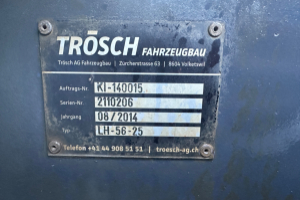 TRÖSCH FAHRZEUGBAU
Trösch AG Fahrzeugbau | Zürcherstrasse 63 | 8604 Volketswil
Auftrags-Nr. KI-140015
Serien-Nr. 2110206
Jahrgang 08/2014
Typ LH-56-25
Telefon +41 44 908 51 51 | troesch-ag.ch